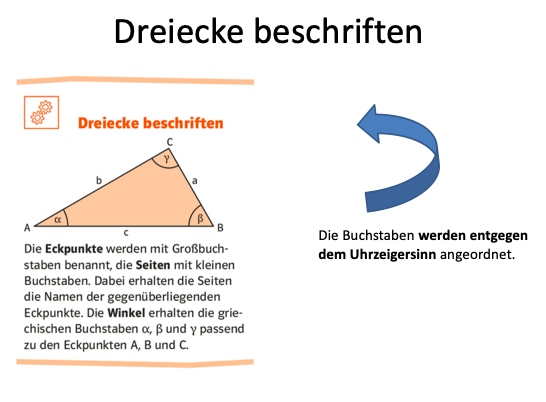 Dreiecke beschriften
Dreiecke beschriften
C
γ
b
a
α
β
A
c
B
Die Eckpunkte werden mit Großbuch-
staben benannt, die Seiten mit kleinen
Buchstaben. Dabei erhalten die Seiten
die Namen der gegenüberliegenden
Eckpunkte. Die Winkel erhalten die grie-
chischen Buchstaben α, β und γ passend
zu den Eckpunkten A, B und C.
Die Buchstaben werden entgegen
dem Uhrzeigersinn angeordnet.